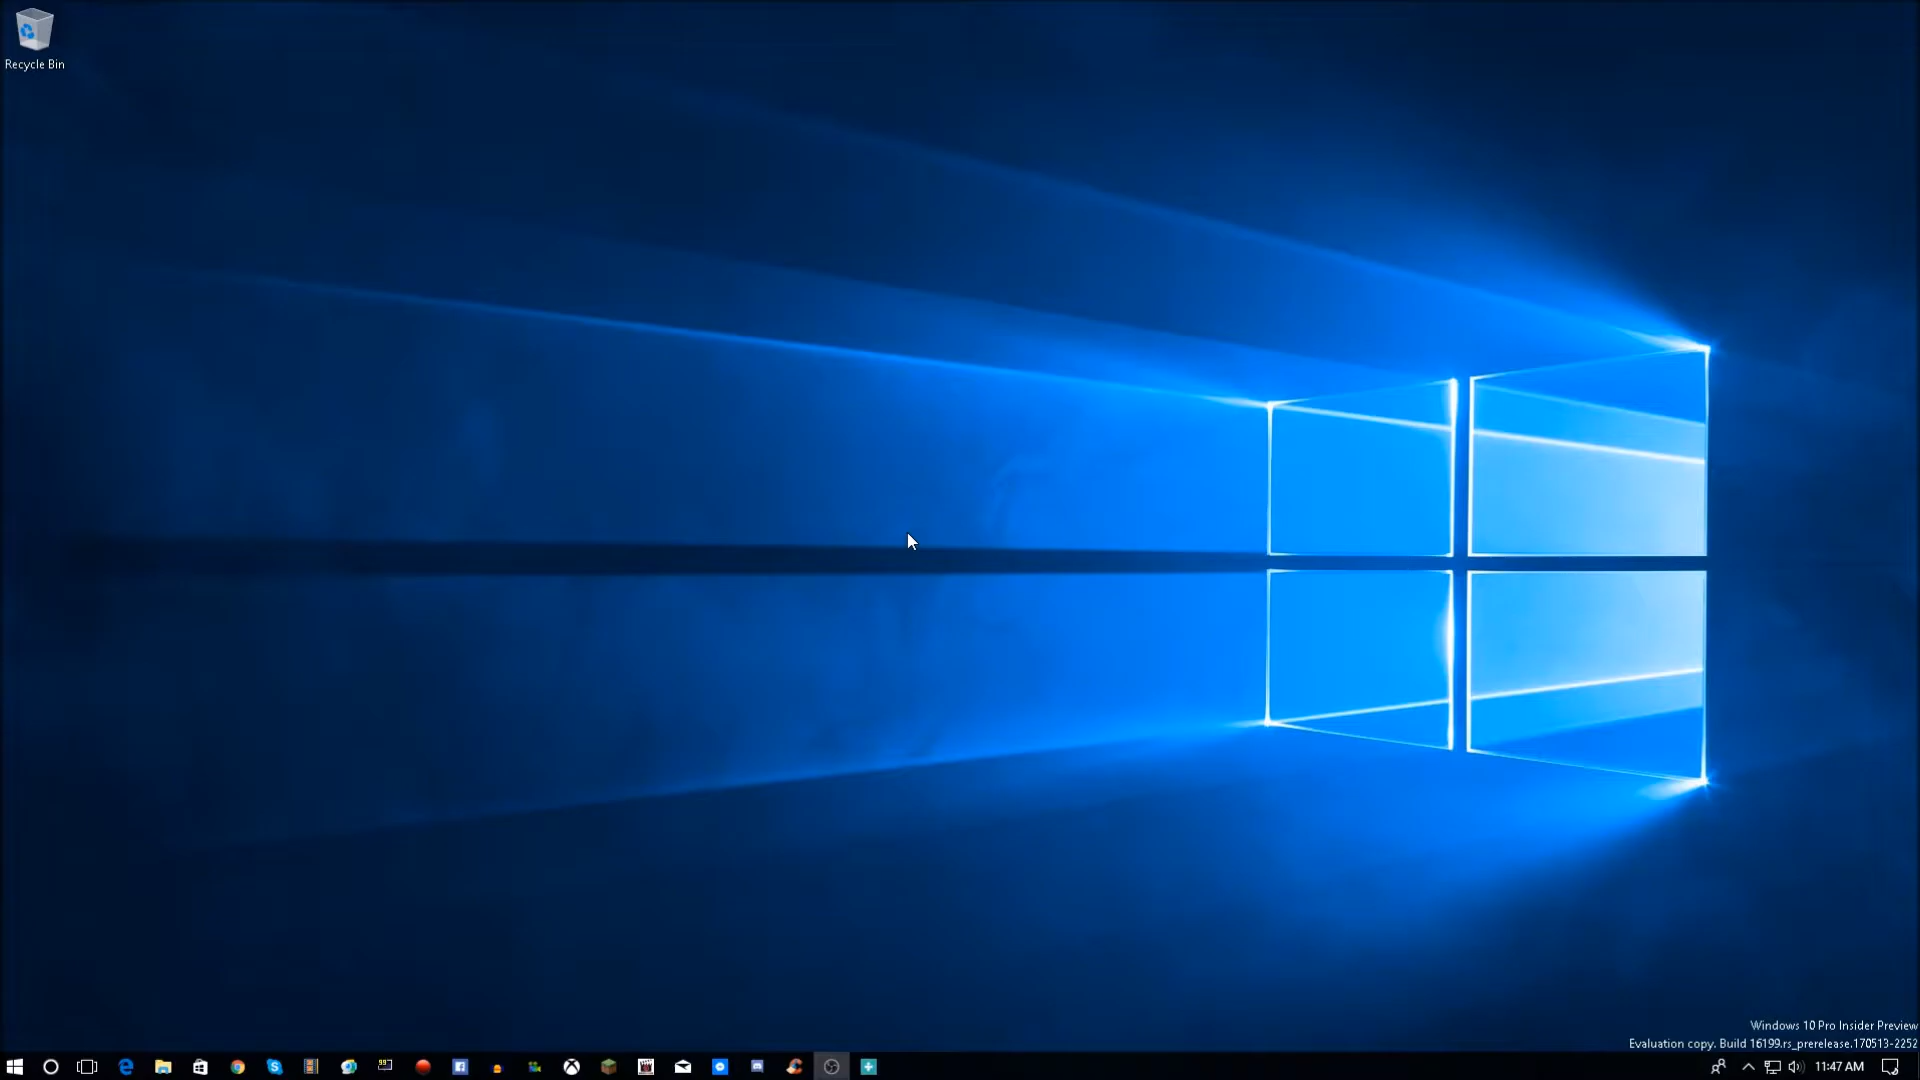 Recycle Bin
Windows 10 Pro Insider Preview
Evaluation copy. Build 16199.rs_prerelease.170513-2252
11:47 AM